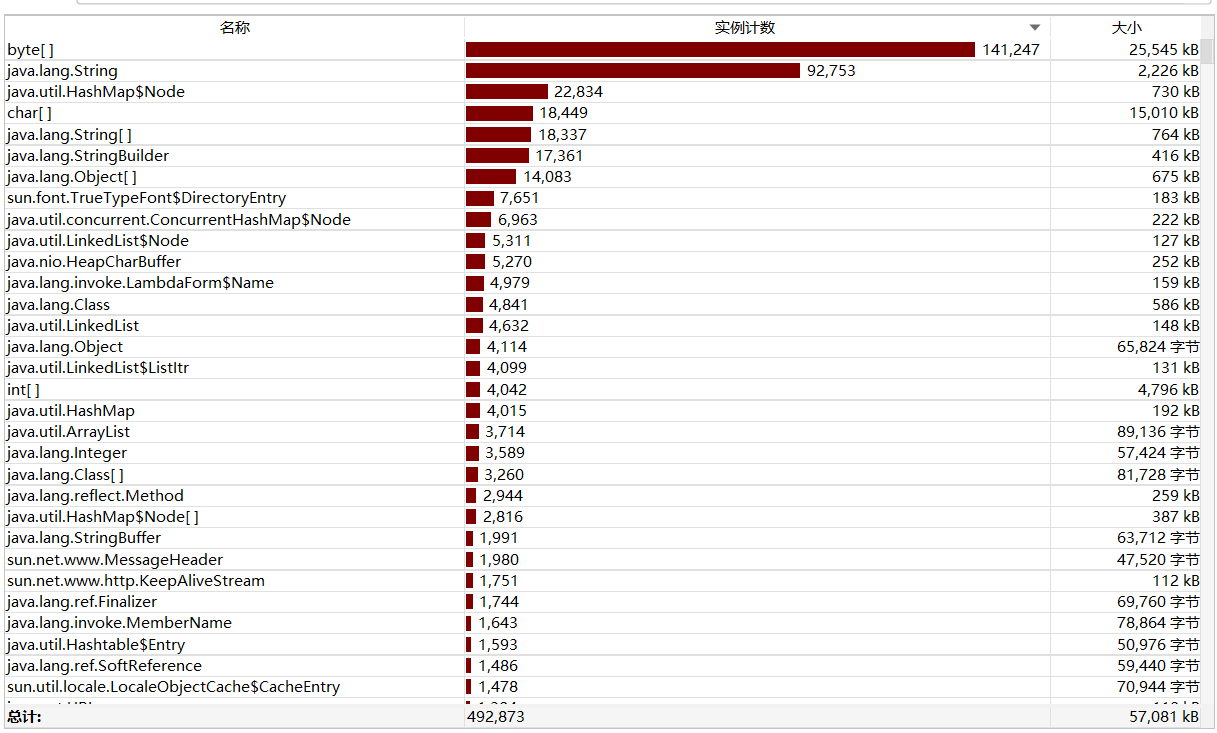 名称 实例计数 大小
byte[ ] 141,247 25,545 kB
java.lang.String 92,753 2,226 kB
java.util.HashMap$Node 22,834 730 kB
char[ ] 18,449 15,010 kB
java.lang.String[ ] 18,337 764 kB
java.lang.StringBuilder 17,361 416 kB
java.lang.Object[ ] 14,083 675 kB
sun.font.TrueTypeFont$DirectoryEntry 7,651 183 kB
java.util.concurrent.ConcurrentHashMap$Node 6,963 222 kB
java.util.LinkedList$Node 5,311 127 kB
java.nio.HeapCharBuffer 5,270 252 kB
java.lang.invoke.LambdaForm$Name 4,979 159 kB
java.lang.Class 4,841 586 kB
java.util.LinkedList 4,632 148 kB
java.lang.Object 4,114 65,824 字节
java.util.LinkedList$ListItr 4,099 131 kB
int[ ] 4,042 4,796 kB
java.util.HashMap 4,015 192 kB
java.util.ArrayList 3,714 89,136 字节
java.lang.Integer 3,589 57,424 字节
java.lang.Class[ ] 3,260 81,728 字节
java.lang.reflect.Method 2,944 259 kB
java.util.HashMap$Node[ ] 2,816 387 kB
java.lang.StringBuffer 1,991 63,712 字节
sun.net.www.MessageHeader 1,980 47,520 字节
sun.net.www.http.KeepAliveStream 1,751 112 kB
java.lang.ref.Finalizer 1,744 69,760 字节
java.lang.invoke.MemberName 1,643 78,864 字节
java.util.Hashtable$Entry 1,593 50,976 字节
java.lang.ref.SoftReference 1,486 59,440 字节
sun.util.locale.LocaleObjectCache$CacheEntry 1,478 70,944 字节
总计: 492,873 57,081 kB